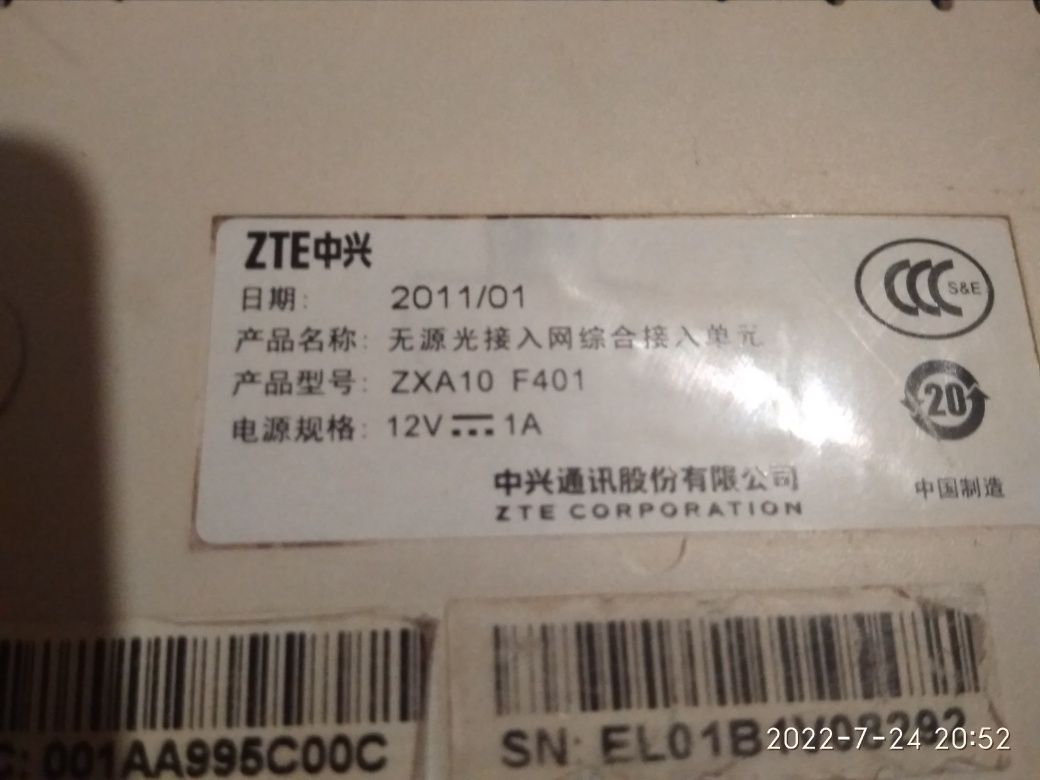 ZTE中兴
日期: 2011/01
产品名称: 无源光接入网综合接入单元
产品型号: ZXA10 F401
电源规格: 12V 1A
CCC S&E
20
中兴通讯股份有限公司
ZTE CORPORATION
中国制造
C: 001AA995C00C
SN:
2022-7-24 20:52